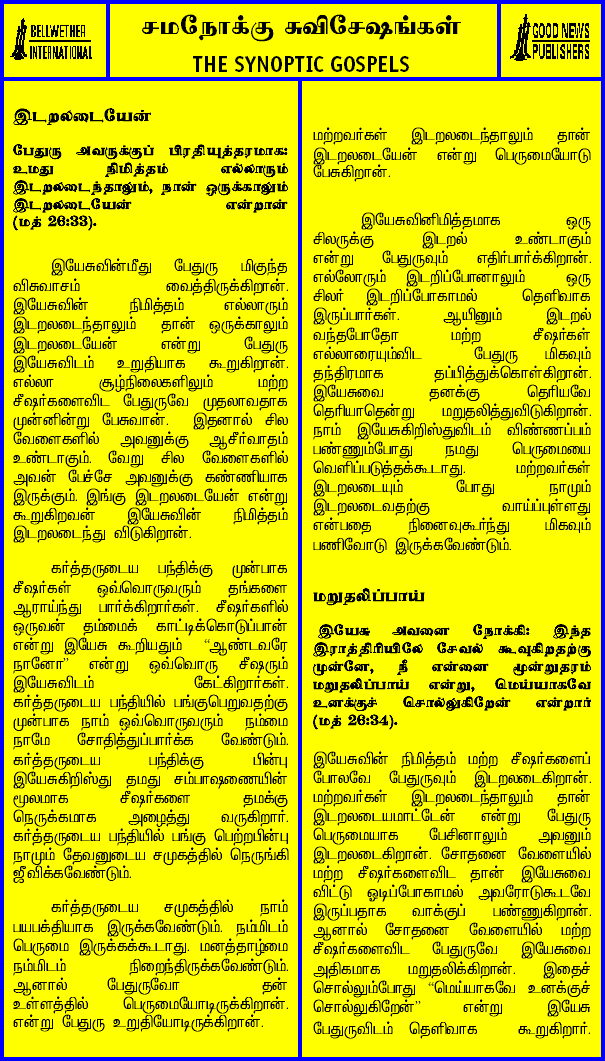 BELLWETHER
INTERNATIONAL
சமநோக்கு சுவிசேஷங்கள்
THE SYNOPTIC GOSPELS
GOOD NEWS
PUBLISHERS
இடறலடையேன்
பேதுரு அவருக்குப் பிரதியுத்தரமாக:
உமது நிமித்தம் எல்லாரும்
இடறலடைந்தாலும், நான் ஒருக்காலும்
இடறலடையேன் என்றான்
(மத் 26:33).
இயேசுவின்மீது பேதுரு மிகுந்த
விசுவாசம் வைத்திருக்கிறான்.
இயேசுவின் நிமித்தம் எல்லாரும்
இடறலடைந்தாலும் தான் ஒருக்காலும்
இடறலடையேன் என்று பேதுரு
இயேசுவிடம் உறுதியாக கூறுகிறான்.
எல்லா சூழ்நிலைகளிலும் மற்ற
சீஷர்களைவிட பேதுருவே முதலாவதாக
முன்னின்று பேசுவான். இதனால் சில
வேளைகளில் அவனுக்கு ஆசீர்வாதம்
உண்டாகும். வேறு சில வேளைகளில்
அவன் பேச்சே அவனுக்கு கண்ணியாக
இருக்கும். இங்கு இடறலடையேன் என்று
கூறுகிறவன் இயேசுவின் நிமித்தம்
இடறலடைந்து விடுகிறான்.
கர்த்தருடைய பந்திக்கு முன்பாக
சீஷர்கள் ஒவ்வொருவரும் தங்களை
ஆராய்ந்து பார்க்கிறார்கள். சீஷர்களில்
ஒருவன் தம்மைக் காட்டிக்கொடுப்பான்
என்று இயேசு கூறியதும் “ஆண்டவரே
நானோ” என்று ஒவ்வொரு சீஷரும்
இயேசுவிடம் கேட்கிறார்கள்.
கர்த்தருடைய பந்தியில் பங்குபெறுவதற்கு
முன்பாக நாம் ஒவ்வொருவரும் நம்மை
நாமே சோதித்துப்பார்க்க வேண்டும்.
கர்த்தருடைய பந்திக்கு பின்பு
இயேசுகிறிஸ்து தமது சம்பாஷணையின்
மூலமாக சீஷர்களை தமக்கு
நெருக்கமாக அழைத்து வருகிறார்.
கர்த்தருடைய பந்தியில் பங்கு பெற்றபின்பு
நாமும் தேவனுடைய சமுகத்தில் நெருங்கி
ஜீவிக்கவேண்டும்.
கர்த்தருடைய சமுகத்தில் நாம்
பயபக்தியாக இருக்கவேண்டும். நம்மிடம்
பெருமை இருக்கக்கூடாது. மனத்தாழ்மை
நம்மிடம் நிறைந்திருக்கவேண்டும்.
ஆனால் பேதுருவோ தன்
உள்ளத்தில் பெருமையோடிருக்கிறான்.
என்று பேதுரு உறுதியோடிருக்கிறான்.
மற்றவர்கள் இடறலடைந்தாலும் தான்
இடறலடையேன் என்று பெருமையோடு
பேசுகிறான்.
இயேசுவினிமித்தமாக ஒரு
சிலருக்கு இடறல் உண்டாகும்
என்று பேதுருவும் எதிர்பார்க்கிறான்.
எல்லோரும் இடறிப்போனாலும் ஒரு
சிலர் இடறிப்போகாமல் தெளிவாக
இருப்பார்கள். ஆயினும் இடறல்
வந்தபோதோ மற்ற சீஷர்கள்
எல்லாரையும்விட பேதுரு மிகவும்
தந்திரமாக தப்பித்துக்கொள்கிறான்.
இயேசுவை தனக்கு தெரியவே
தெரியாதென்று மறுதலித்துவிடுகிறான்.
நாம் இயேசுகிறிஸ்துவிடம் விண்ணப்பம்
பண்ணும்போது நமது பெருமையை
வெளிப்படுத்தக்கூடாது. மற்றவர்கள்
இடறலடையும் போது நாமும்
இடறலடைவதற்கு வாய்ப்புள்ளது
என்பதை நினைவுகூர்ந்து மிகவும்
பணிவோடு இருக்கவேண்டும்.
மறுதலிப்பாய்
இயேசு அவனை நோக்கி: இந்த
இராத்திரியிலே சேவல் கூவுகிறதற்கு
முன்னே, நீ என்னை மூன்றுதரம்
மறுதலிப்பாய் என்று, மெய்யாகவே
உனக்குச் சொல்லுகிறேன் என்றார்
(மத் 26:34).
இயேசுவின் நிமித்தம் மற்ற சீஷர்களைப்
போலவே பேதுருவும் இடறலடைகிறான்.
மற்றவர்கள் இடறலடைந்தாலும் தான்
இடறலடையமாட்டேன் என்று பேதுரு
பெருமையாக பேசினாலும் அவனும்
இடறலடைகிறான். சோதனை வேளையில்
மற்ற சீஷர்களைவிட தான் இயேசுவை
விட்டு ஓடிப்போகாமல் அவரோடுகூடவே
இருப்பதாக வாக்குப் பண்ணுகிறான்.
ஆனால் சோதனை வேளையில் மற்ற
சீஷர்களைவிட பேதுருவே இயேசுவை
அதிகமாக மறுதலிக்கிறான். இதைச்
சொல்லும்போது “மெய்யாகவே உனக்குச்
சொல்லுகிறேன்” என்று இயேசு
பேதுருவிடம் தெளிவாக கூறுகிறார்.